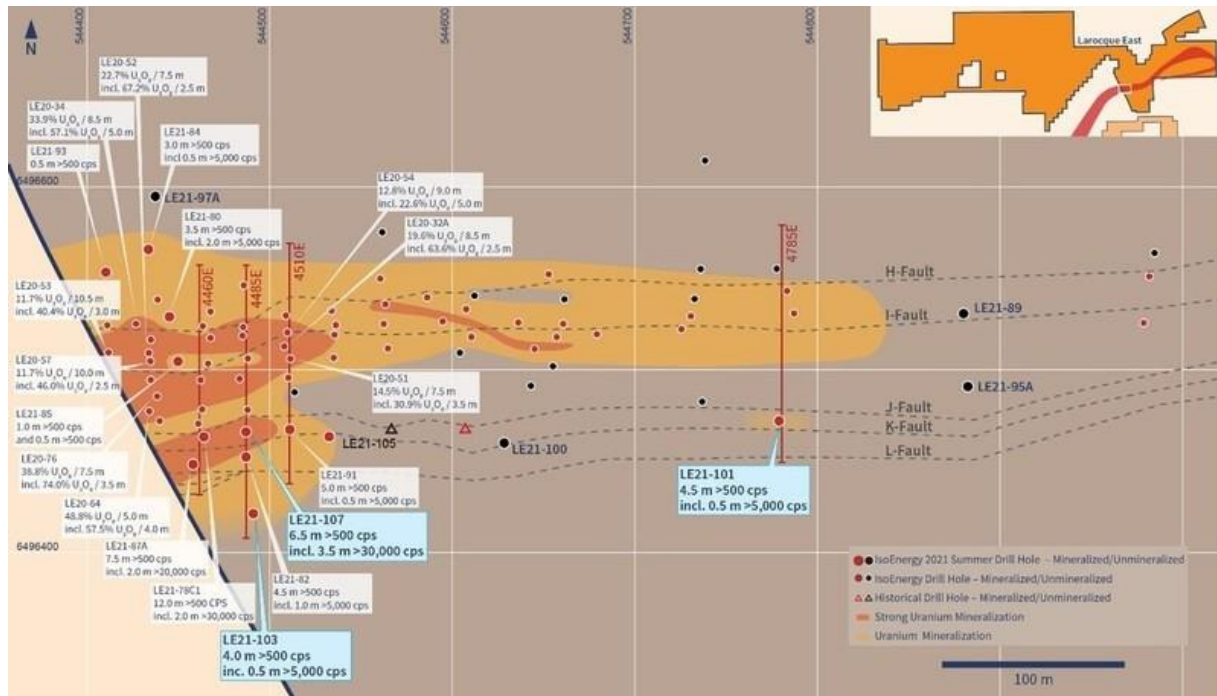 544400
544500
544600
544700
544800
N
Larocque East
LE20-52
22.7% U₃O₈ / 7.5 m
incl. 67.2% U₃O₈ / 2.5 m
LE20-34
33.9% U₃O₈ / 8.5 m
incl. 57.1% U₃O₈ / 5.0 m
LE21-84
3.0 m >500 cps
incl 0.5 m >5,000 cps
LE21-93
0.5 m >500 cps
6496600
LE21-97A
LE20-54
12.8% U₃O₈ / 9.0 m
incl. 22.6% U₃O₈ / 5.0 m
LE21-80
3.5 m >500 cps
incl. 2.0 m >5,000 cps
LE20-32A
19.6% U₃O₈ / 8.5 m
incl. 63.6% U₃O₈ / 2.5 m
4460E
4485E
4510E
4785E
H-Fault
LE20-53
11.7% U₃O₈ / 10.5 m
incl. 40.4% U₃O₈ / 3.0 m
I-Fault
LE21-89
LE20-57
11.7% U₃O₈ / 10.0 m
incl. 46.0% U₃O₈ / 2.5 m
LE20-51
14.5% U₃O₈ / 7.5 m
incl. 30.9% U₃O₈ / 3.5 m
LE21-95A
LE21-85
1.0 m >500 cps
and 0.5 m >500 cps
J-Fault
K-Fault
L-Fault
LE21-105
LE21-100
LE20-76
38.8% U₃O₈ / 7.5 m
incl. 74.0% U₃O₈ / 3.5 m
LE21-91
5.0 m >500 cps
incl. 0.5 m >5,000 cps
LE21-101
4.5 m >500 cps
incl. 0.5 m >5,000 cps
LE20-64
48.8% U₃O₈ / 5.0 m
incl. 57.5% U₃O₈ / 4.0 m
LE21-107
6.5 m >500 cps
incl. 3.5 m >30,000 cps
6496400
LE21-87A
7.5 m >500 cps
incl. 2.0 m >20,000 cps
LE21-82
4.5 m >500 cps
incl. 1.0 m >5,000 cps
LE21-78C1
12.0 m >500 CPS
incl. 2.0 m >30,000 cps
LE21-103
4.0 m >500 cps
inc. 0.5 m >5,000 cps
IsoEnergy 2021 Summer Drill Hole – Mineralized/Unmineralized
IsoEnergy Drill Hole – Mineralized/Unmineralized
Historical Drill Hole – Mineralized/Unmineralized
Strong Uranium Mineralization
Uranium Mineralization
100 m